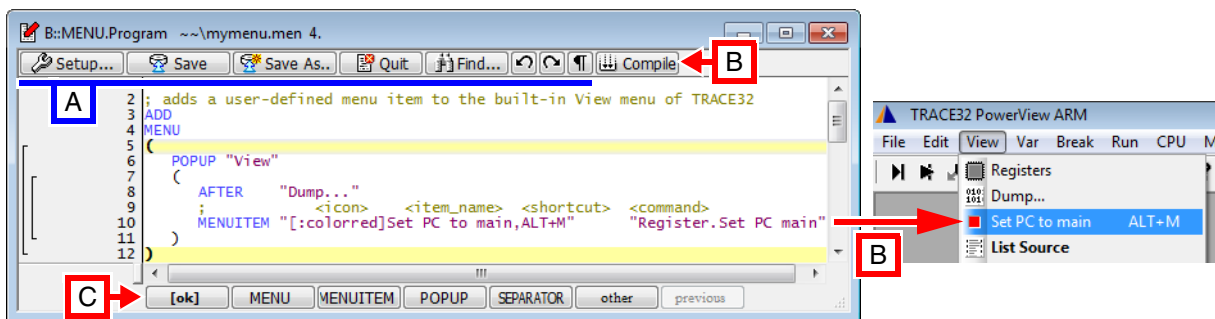 B::MENU.Program ~~\mymenu.men 4.
Setup... Save Save As.. Quit Find... ¶ Compile
B
A
2 ; adds a user-defined menu item to the built-in View menu of TRACE32
3 ADD
4 MENU
5 (
6 POPUP "View"
7 (
8 AFTER "Dump..."
9 ; <icon> <item_name> <shortcut> <command>
10 MENUITEM "[:colorred]Set PC to main,ALT+M" "Register.Set PC main"
11 )
12 )
C
[ok] MENU MENUITEM POPUP SEPARATOR other previous
TRACE32 PowerView ARM
File Edit View Var Break Run CPU M
Registers
Dump...
Set PC to main ALT+M
List Source
B